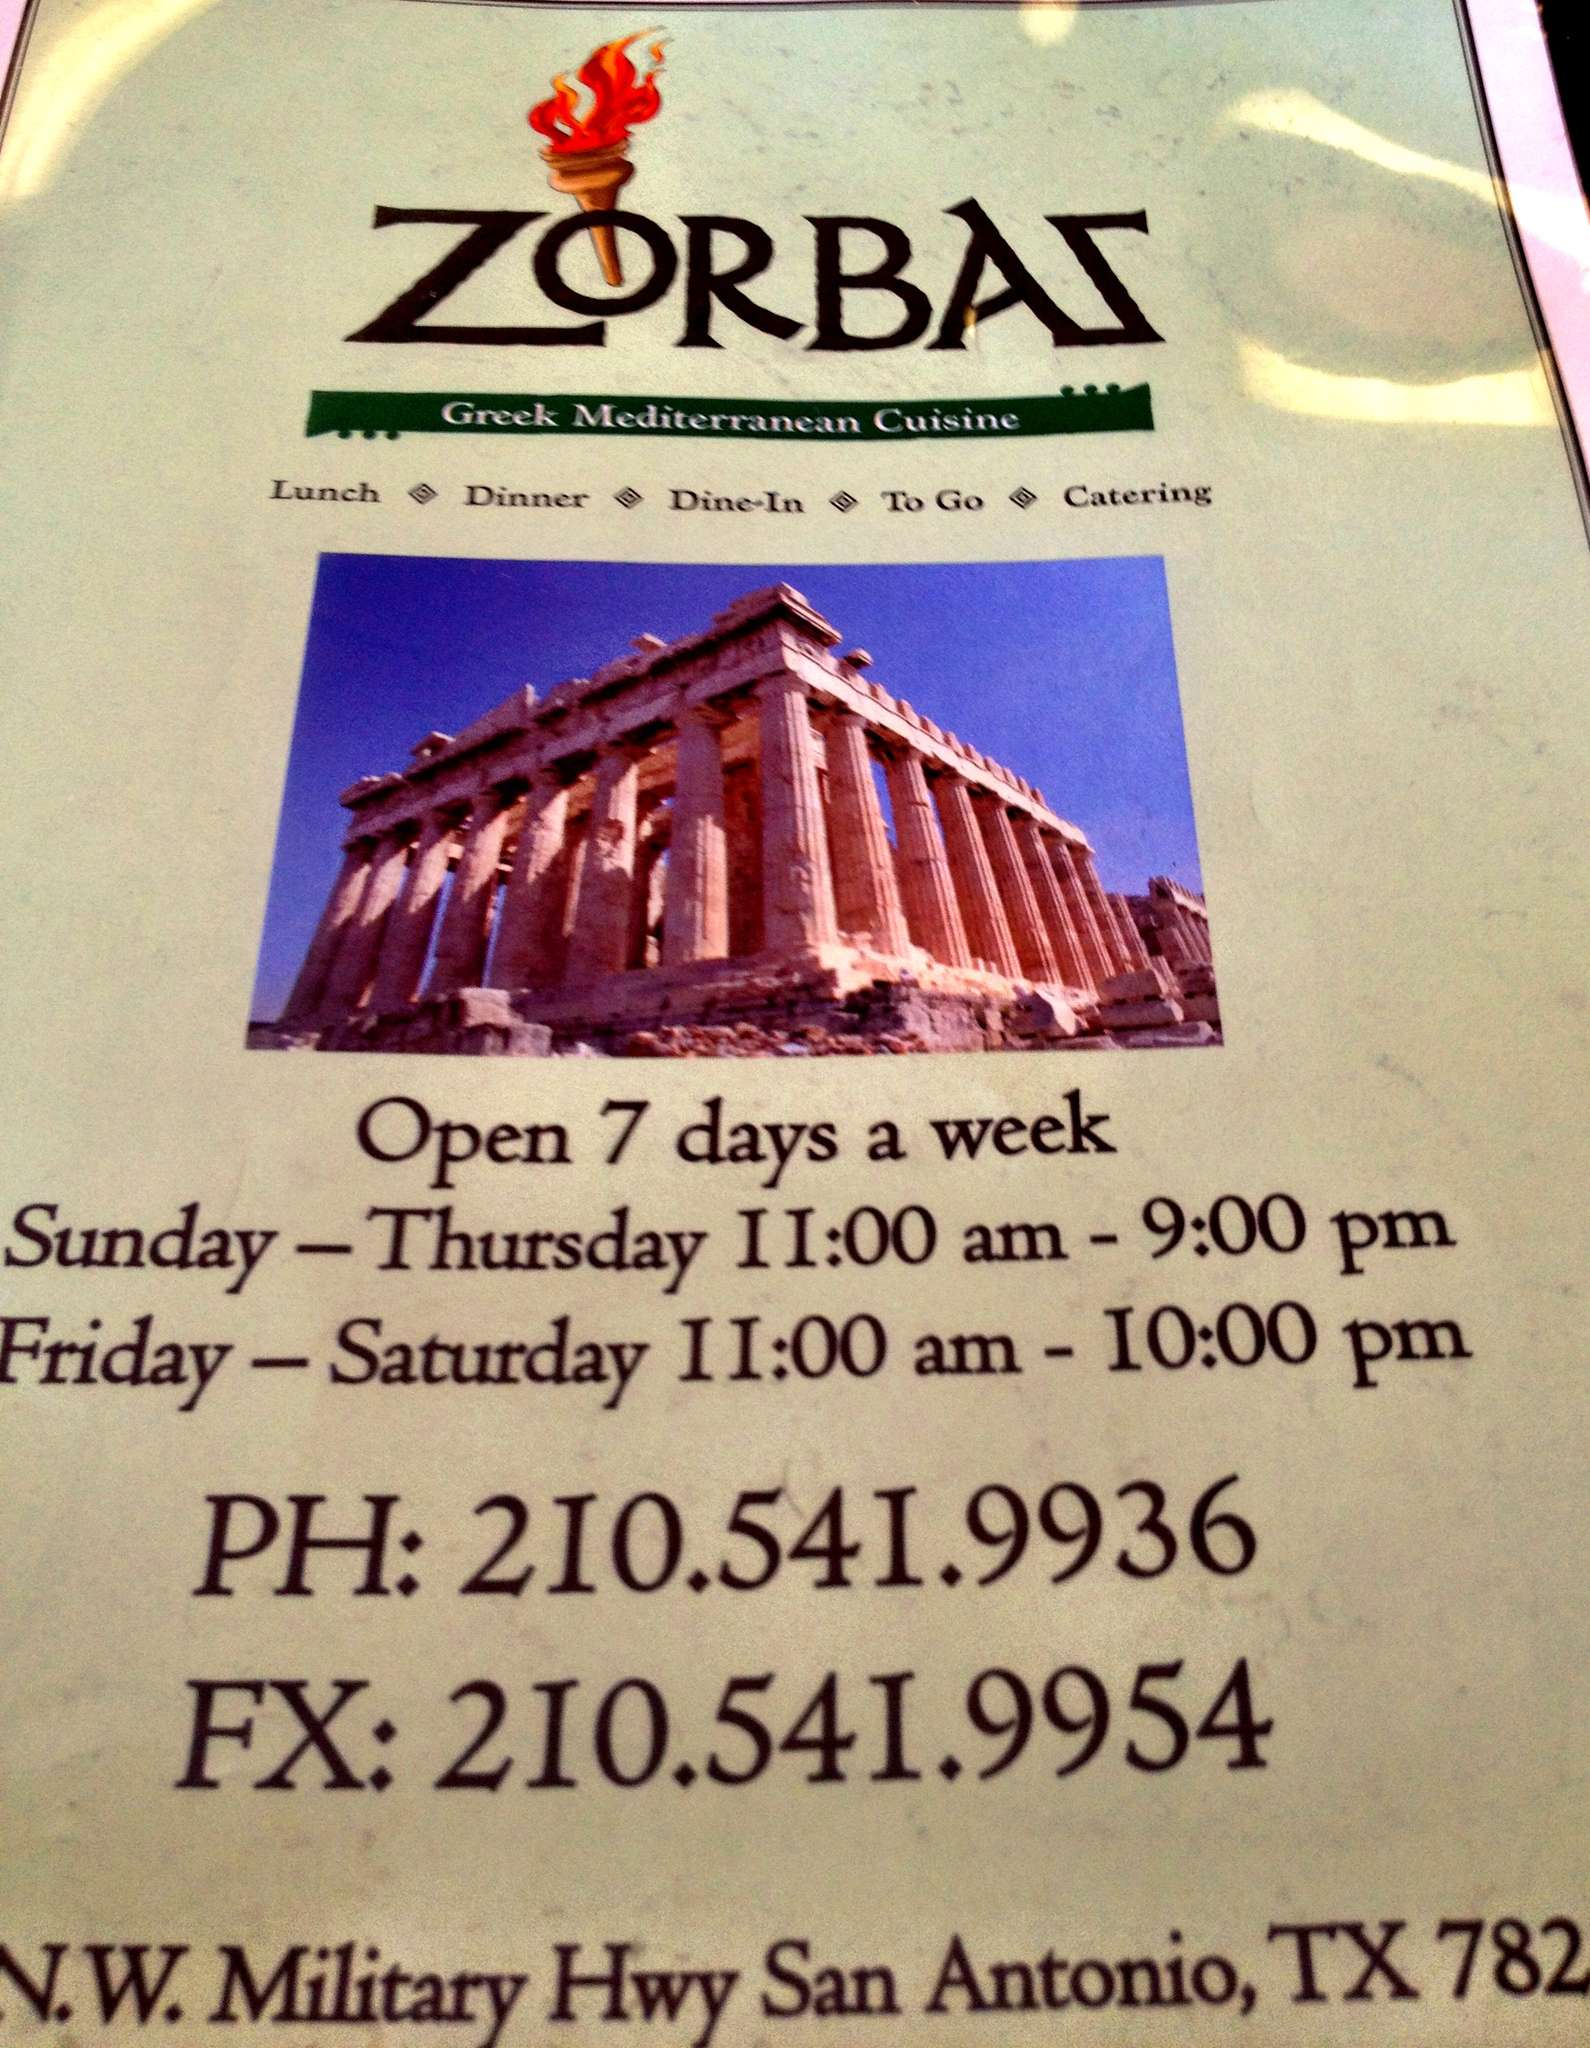 ZORBAS
Greek Mediterranean Cuisine
Lunch Dinner Dine-In To Go Catering
Open 7 days a week
Sunday – Thursday 11:00 am - 9:00 pm
Friday – Saturday 11:00 am - 10:00 pm
PH: 210.541.9936
FX: 210.541.9954
N.W. Military Hwy San Antonio, TX 782